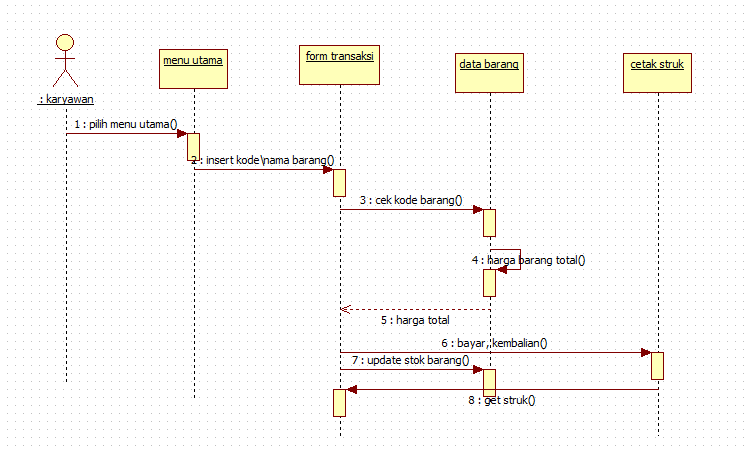 menu utama
form transaksi
data barang
cetak struk
: karyawan
1 : pilih menu utama()
2 : insert kode\nama barang()
3 : cek kode barang()
4 : harga barang total()
5 : harga total
6 : bayar, kembalian()
7 : update stok barang()
8 : get struk()